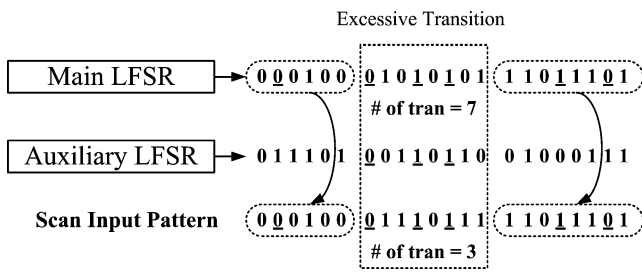 Excessive Transition
Main LFSR 0 0 0 1 0 0 0 1 0 1 0 1 0 1 1 1 0 1 1 1 0 1
# of tran = 7
Auxiliary LFSR 0 1 1 1 0 1 0 0 1 1 0 1 1 0 0 1 0 0 0 1 1 1
Scan Input Pattern 0 0 0 1 0 0 0 1 1 1 0 1 1 1 1 1 0 1 1 1 0 1
# of tran = 3